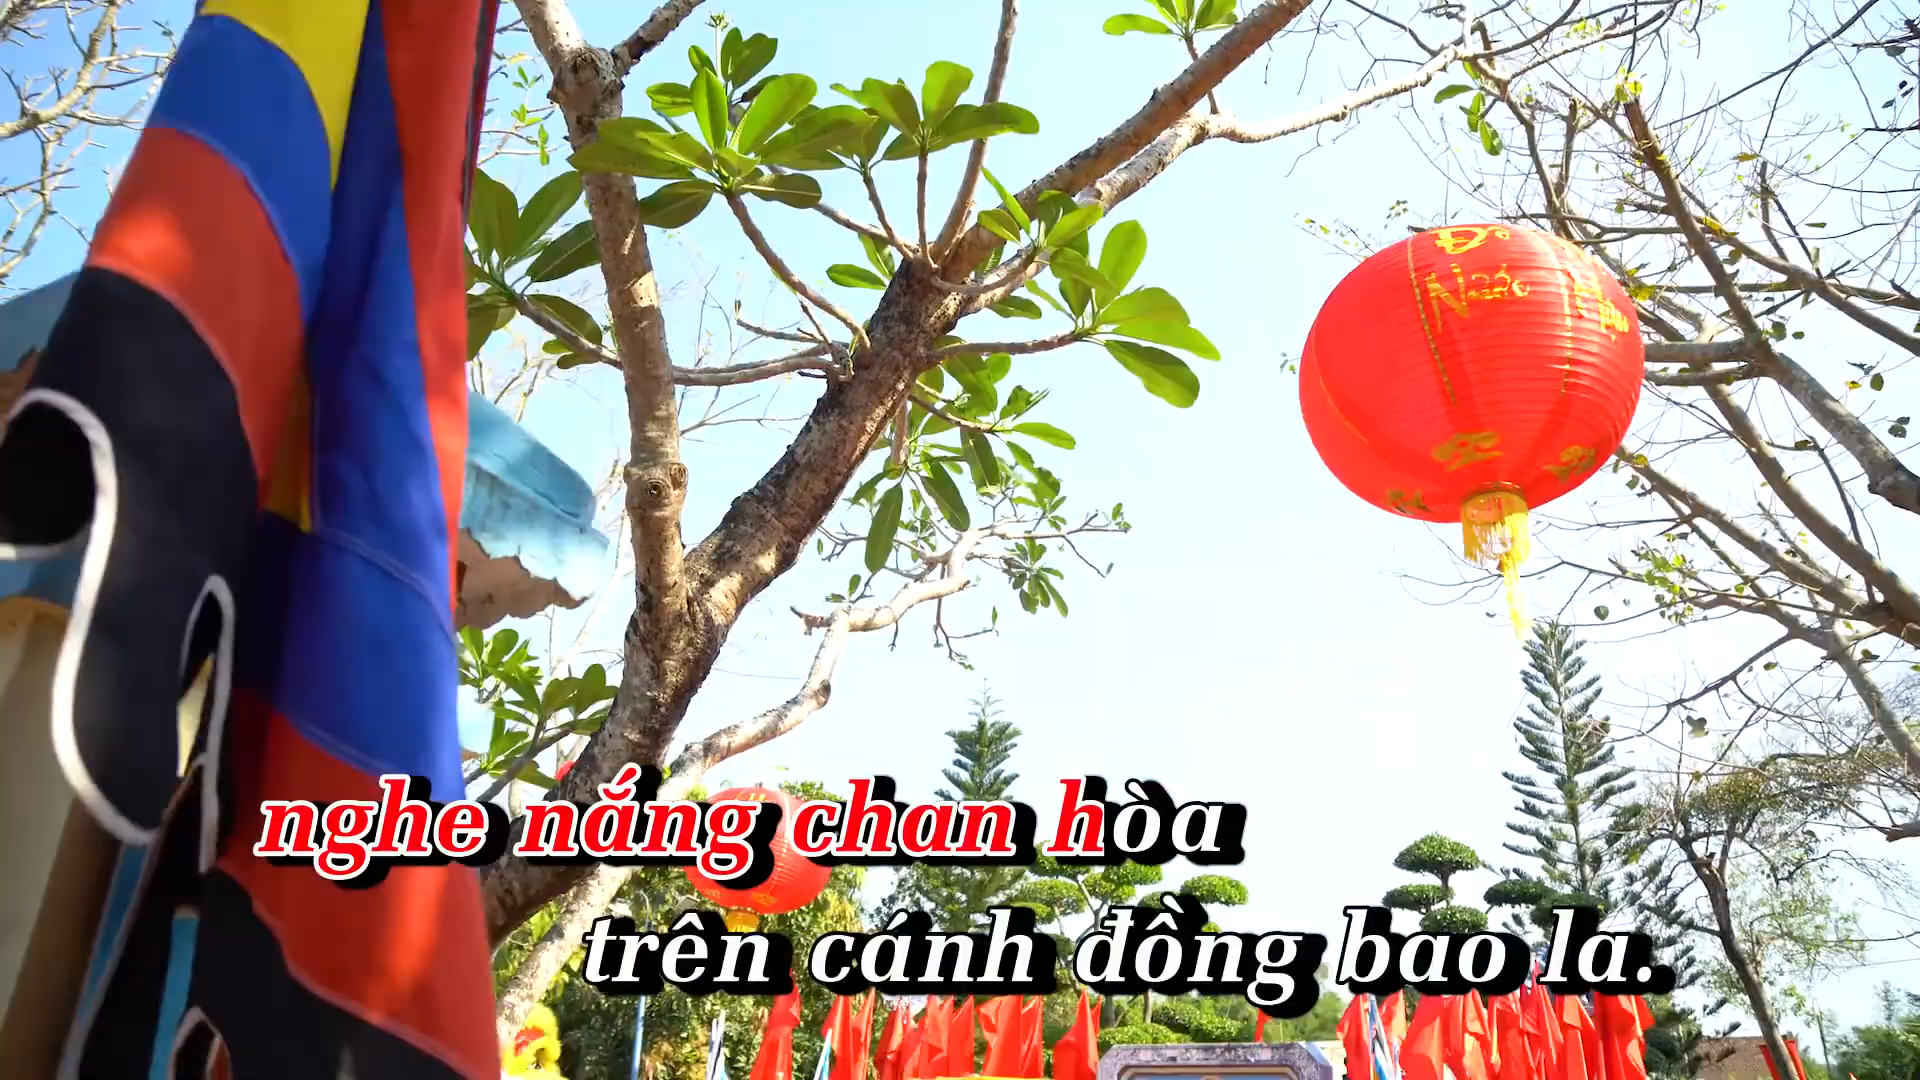 nghe nắng chan hòa
trên cánh đồng bao la.